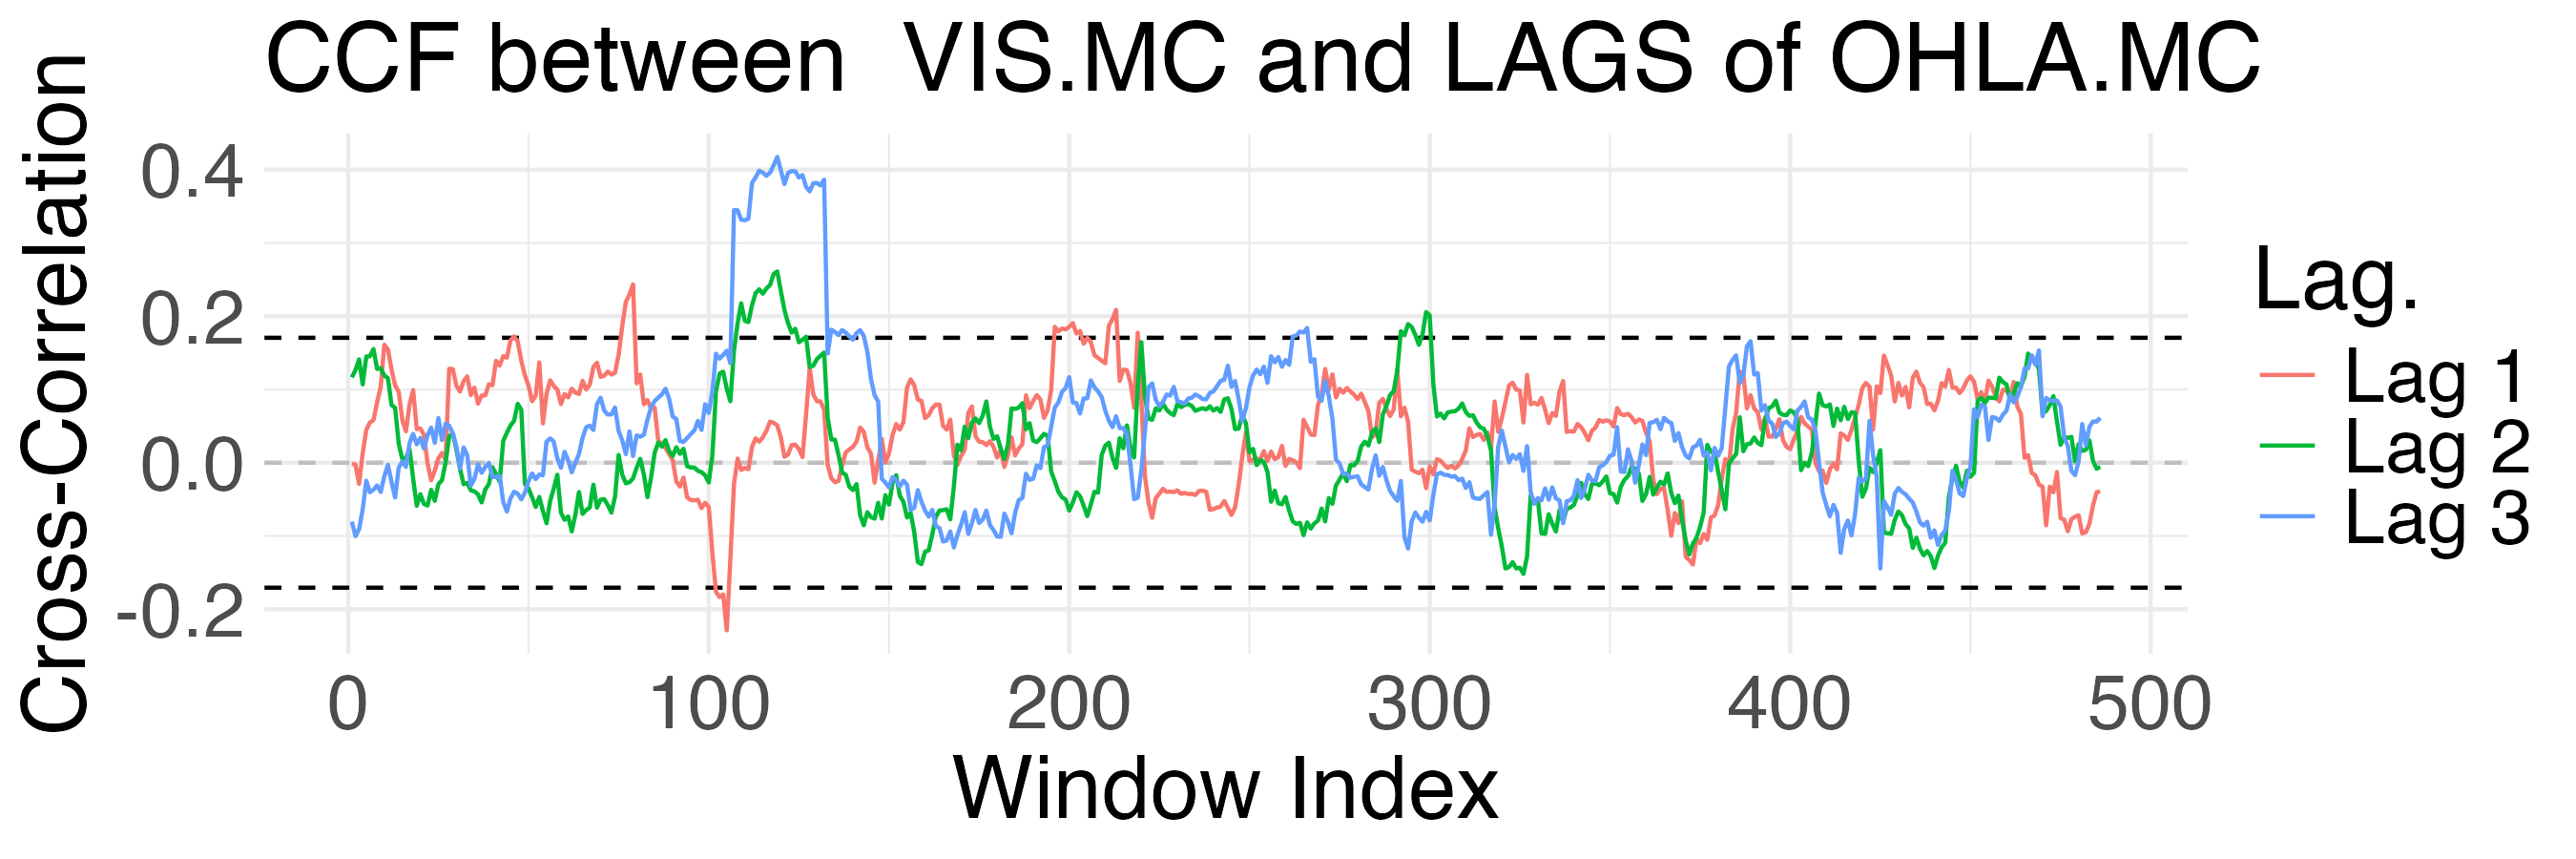 CCF between  VIS.MC and LAGS of OHLA.MC
Cross-Correlation
0.4
0.2
0.0
-0.2
0 100 200 300 400 500
Window Index
Lag.
Lag 1
Lag 2
Lag 3